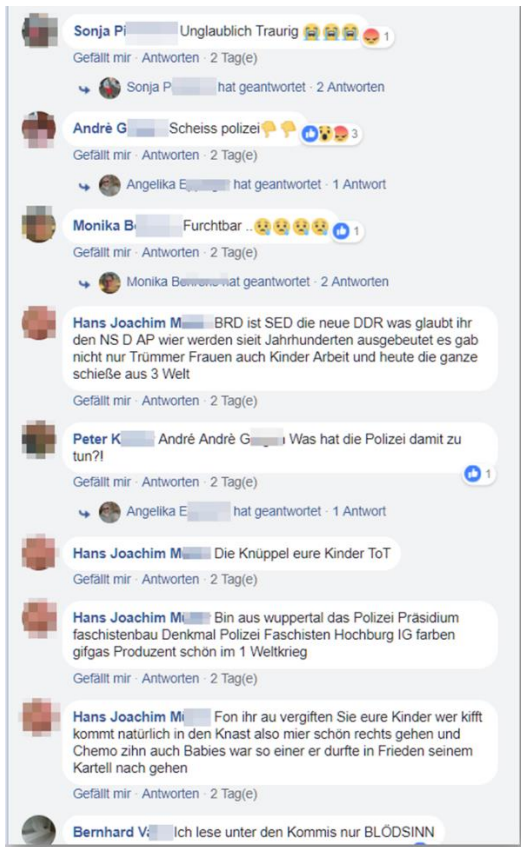 Sonja Pi Unglaublich Traurig 😭😭😭 1
Gefällt mir · Antworten · 2 Tag(e)
Sonja P hat geantwortet · 2 Antworten
Andrè G Scheiss polizei👎👎 3
Gefällt mir · Antworten · 2 Tag(e)
Angelika E hat geantwortet · 1 Antwort
Monika B Furchtbar ..😢😢😢😢 1
Gefällt mir · Antworten · 2 Tag(e)
Monika hat geantwortet · 2 Antworten
Hans Joachim M BRD ist SED die neue DDR was glaubt ihr
den NS D AP wier werden sieit Jahrhunderten ausgebeutet es gab
nicht nur Trümmer Frauen auch Kinder Arbeit und heute die ganze
schieße aus 3 Welt
Gefällt mir · Antworten · 2 Tag(e)
Peter K André Andrè G Was hat die Polizei damit zu
tun?! 1
Gefällt mir · Antworten · 2 Tag(e)
Angelika E hat geantwortet · 1 Antwort
Hans Joachim M Die Knüppel eure Kinder ToT
Gefällt mir · Antworten · 2 Tag(e)
Hans Joachim M Bin aus wuppertal das Polizei Präsidium
faschistenbau Denkmal Polizei Faschisten Hochburg IG farben
gifgas Produzent schön im 1 Weltkrieg
Gefällt mir · Antworten · 2 Tag(e)
Hans Joachim M Fon ihr au vergiften Sie eure Kinder wer kifft
kommt natürlich in den Knast also mier schön rechts gehen und
Chemo zihn auch Babies war so einer er durfte in Frieden seinem
Kartell nach gehen
Gefällt mir · Antworten · 2 Tag(e)
Bernhard V Ich lese unter den Kommis nur BLÖDSINN